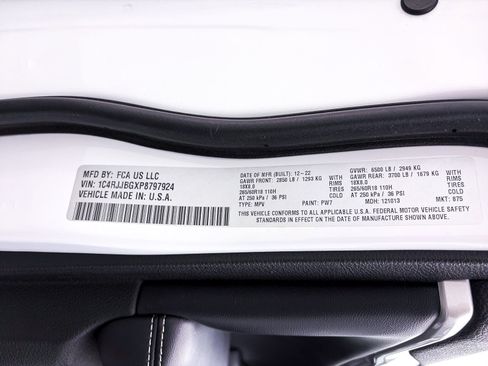 MFD BY: FCA US LLC
VIN: 1C4RJJBGXP8797924
VEHICLE MADE IN: U.S.A.
DATE OF MFR (BUILT): 12-22
GAWR FRONT: 2850 LB / 1293 KG WITH
18X8.0 RIMS
265/60R18 110H COLD
AT 250 kPa / 36 PSI
TYPE: MPV PAINT: PW7
GVWR: 6500 LB / 2949 KG
GAWR REAR: 3700 LB / 1679 KG WITH
18X8.0 RIMS
265/60R18 110H COLD
AT 250 kPa / 36 PSI
MDH: 121013 MKT: 875
THIS VEHICLE CONFORMS TO ALL APPLICABLE U.S.A. FEDERAL MOTOR VEHICLE SAFETY
STANDARDS IN EFFECT ON THE DATE OF MANUFACTURE SHOWN ABOVE.